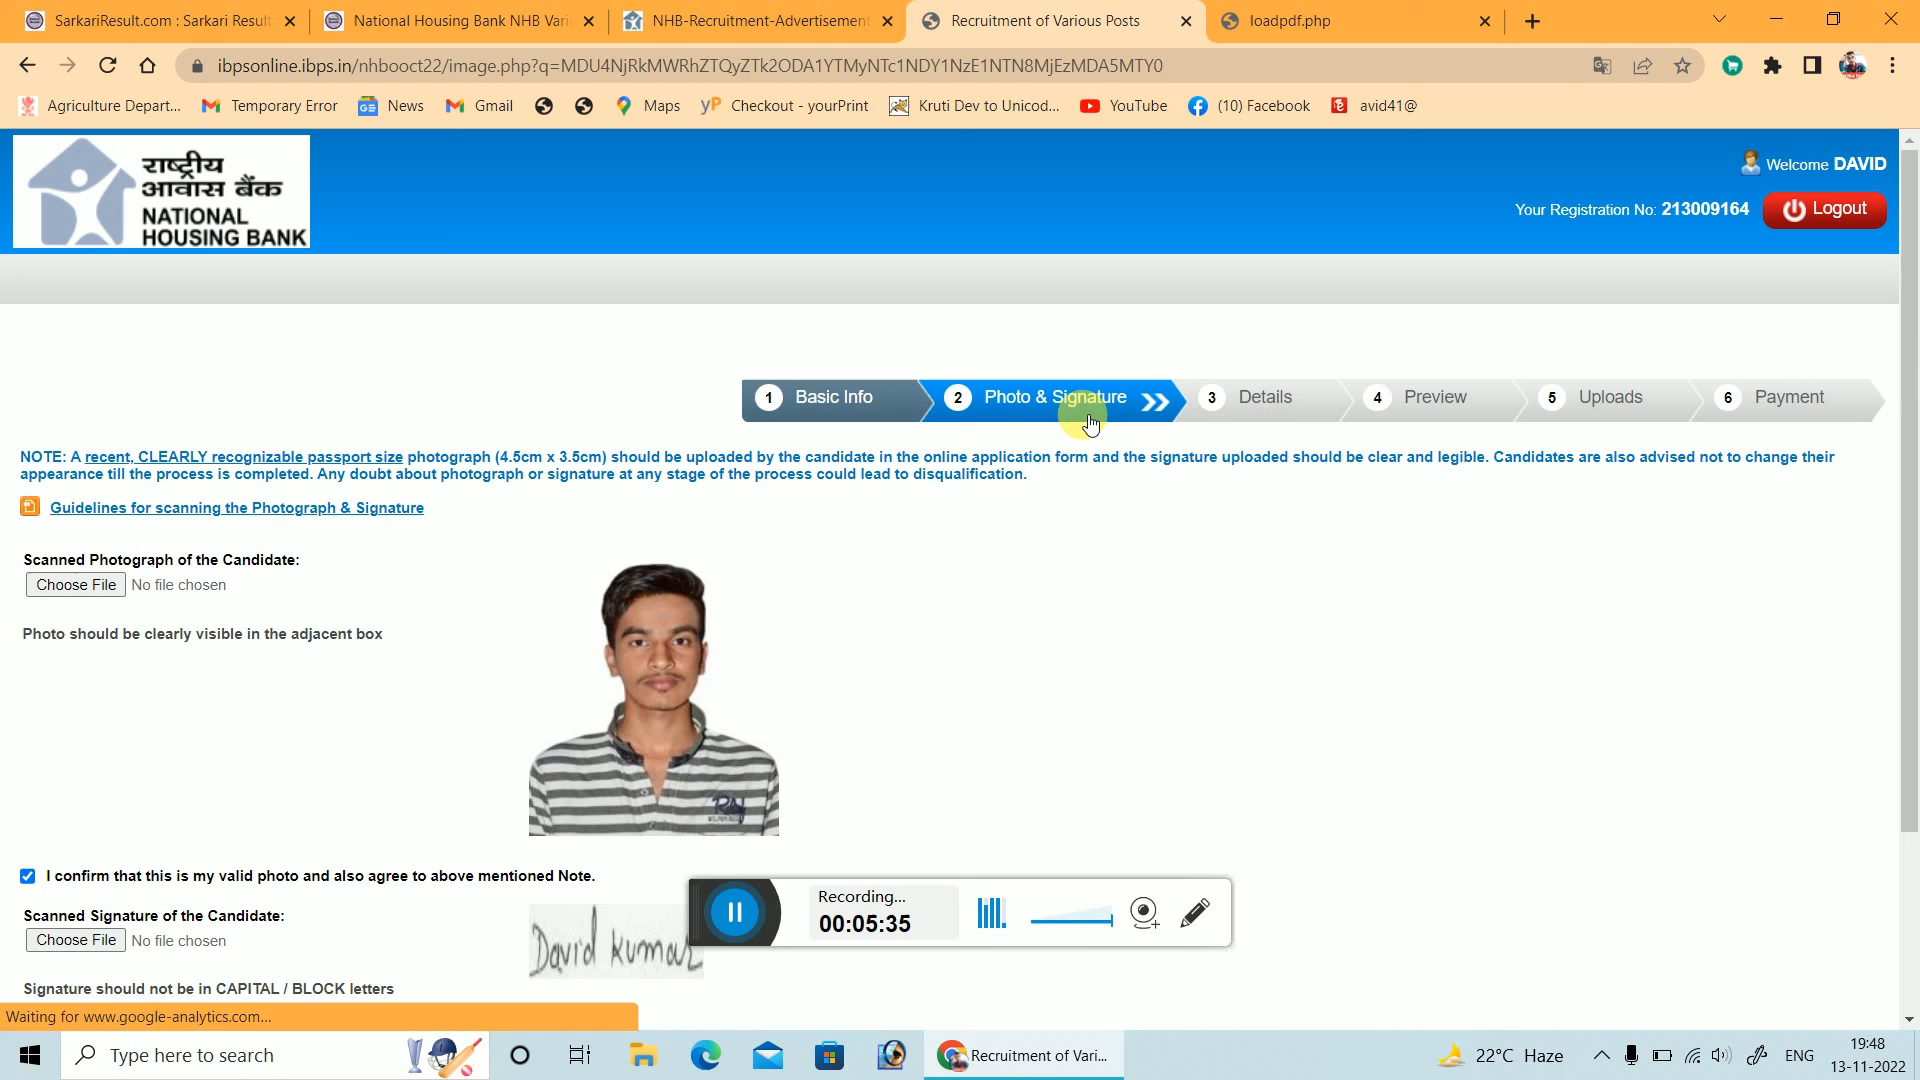 SarkariResult.com : Sarkari Result
National Housing Bank NHB Vari
NHB-Recruitment-Advertisement
Recruitment of Various Posts
loadpdf.php
ibpsonline.ibps.in/nhbooct22/image.php?q=MDU4NjRkMWRhZTQyZTk2ODA1YTMyNTc1NDY1NzE1NTN8MjEzMDA5MTY0
Agriculture Depart...
Temporary Error
News
Gmail
Maps
yP Checkout - yourPrint
Kruti Dev to Unicod...
YouTube
(10) Facebook
avid41@
राष्ट्रीय
आवास बैंक
NATIONAL
HOUSING BANK
Welcome DAVID
Your Registration No: 213009164
Logout
1 Basic Info
2 Photo & Signature
3 Details
4 Preview
5 Uploads
6 Payment
NOTE: A recent, CLEARLY recognizable passport size photograph (4.5cm x 3.5cm) should be uploaded by the candidate in the online application form and the signature uploaded should be clear and legible. Candidates are also advised not to change their
appearance till the process is completed. Any doubt about photograph or signature at any stage of the process could lead to disqualification.
Guidelines for scanning the Photograph & Signature
Scanned Photograph of the Candidate:
Choose File No file chosen
Photo should be clearly visible in the adjacent box
I confirm that this is my valid photo and also agree to above mentioned Note.
Scanned Signature of the Candidate:
Choose File No file chosen
David Kumar
Signature should not be in CAPITAL / BLOCK letters
Recording...
00:05:35
Waiting for www.google-analytics.com...
Type here to search
Recruitment of Vari...
22°C Haze
ENG
19:48
13-11-2022